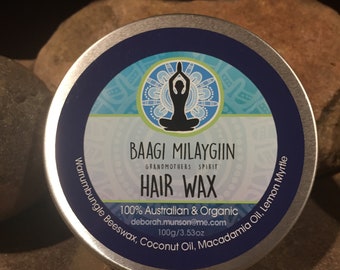 BAAGI MILAYGIIN
GRANDMOTHERS SPIRIT
HAIR WAX
100% Australian & Organic
deborah.munson@me.com
100g/3.53oz
Warrumbungle Beeswax, Coconut Oil, Macadamia Oil, Lemon Myrtle